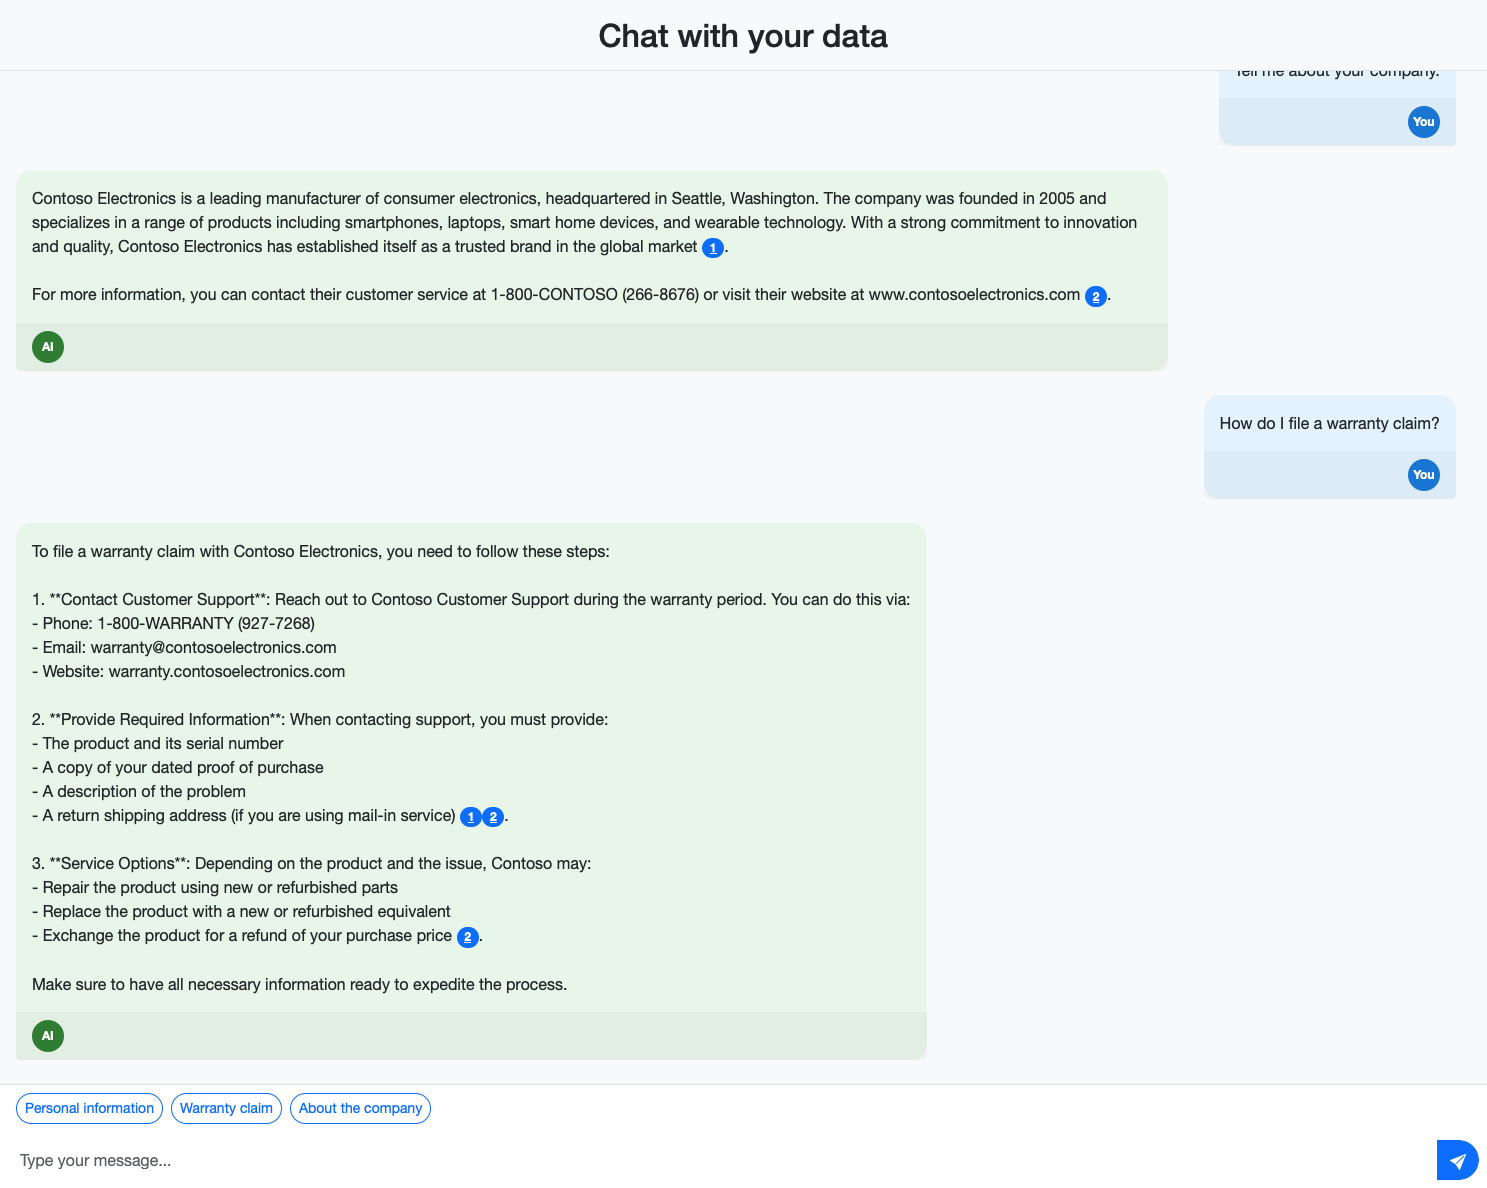 Chat with your data
Tell me about your company.
You
Contoso Electronics is a leading manufacturer of consumer electronics, headquartered in Seattle, Washington. The company was founded in 2005 and
specializes in a range of products including smartphones, laptops, smart home devices, and wearable technology. With a strong commitment to innovation
and quality, Contoso Electronics has established itself as a trusted brand in the global market 1.
For more information, you can contact their customer service at 1-800-CONTOSO (266-8676) or visit their website at www.contosoelectronics.com 2.
AI
How do I file a warranty claim?
You
To file a warranty claim with Contoso Electronics, you need to follow these steps:
1. **Contact Customer Support**: Reach out to Contoso Customer Support during the warranty period. You can do this via:
- Phone: 1-800-WARRANTY (927-7268)
- Email: warranty@contosoelectronics.com
- Website: warranty.contosoelectronics.com
2. **Provide Required Information**: When contacting support, you must provide:
- The product and its serial number
- A copy of your dated proof of purchase
- A description of the problem
- A return shipping address (if you are using mail-in service) 1 2.
3. **Service Options**: Depending on the product and the issue, Contoso may:
- Repair the product using new or refurbished parts
- Replace the product with a new or refurbished equivalent
- Exchange the product for a refund of your purchase price 2.
Make sure to have all necessary information ready to expedite the process.
AI
Personal information Warranty claim About the company
Type your message...